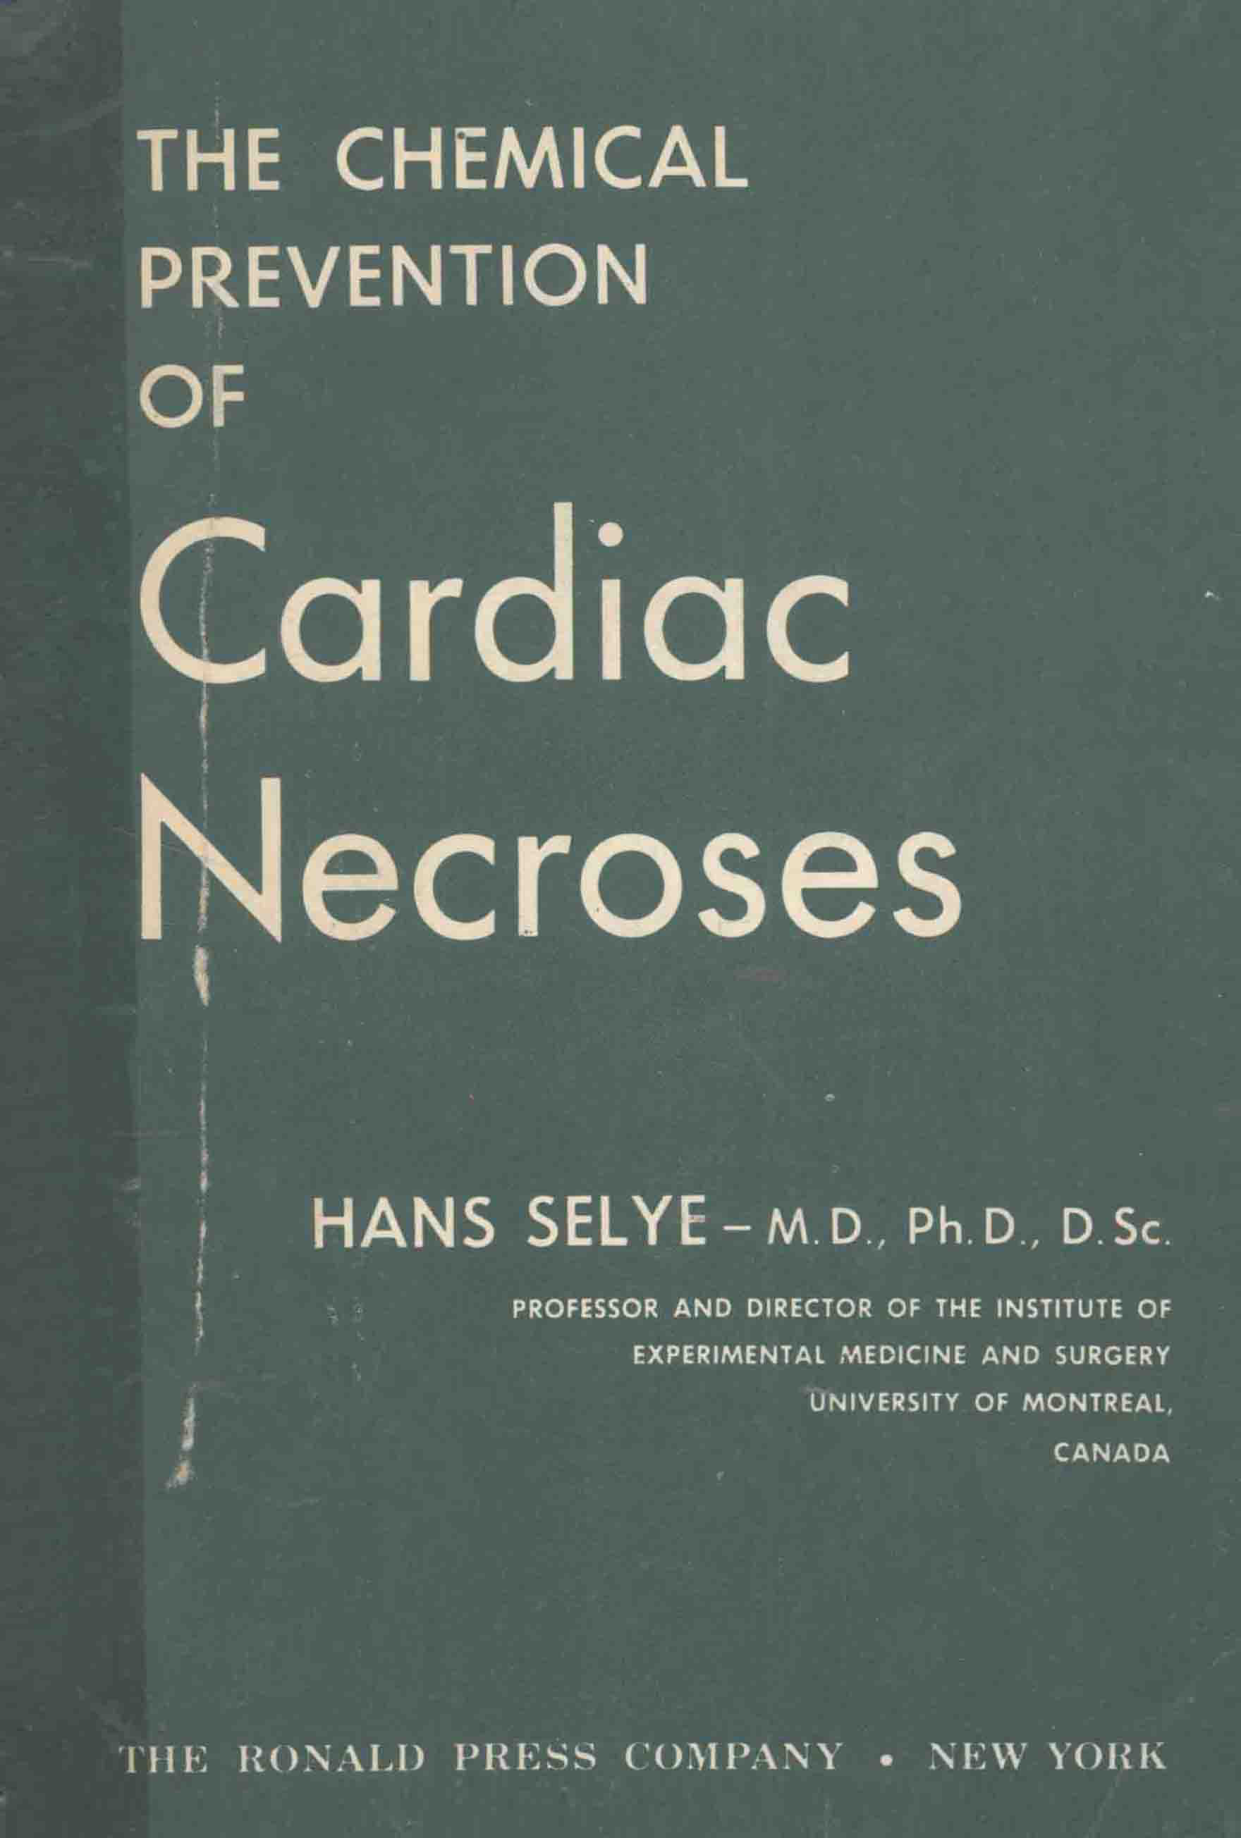 THE CHEMICAL
PREVENTION
OF
Cardiac
Necroses
HANS SELYE – M.D., Ph.D., D.Sc.
PROFESSOR AND DIRECTOR OF THE INSTITUTE OF
EXPERIMENTAL MEDICINE AND SURGERY
UNIVERSITY OF MONTREAL,
CANADA
THE RONALD PRESS COMPANY • NEW YORK